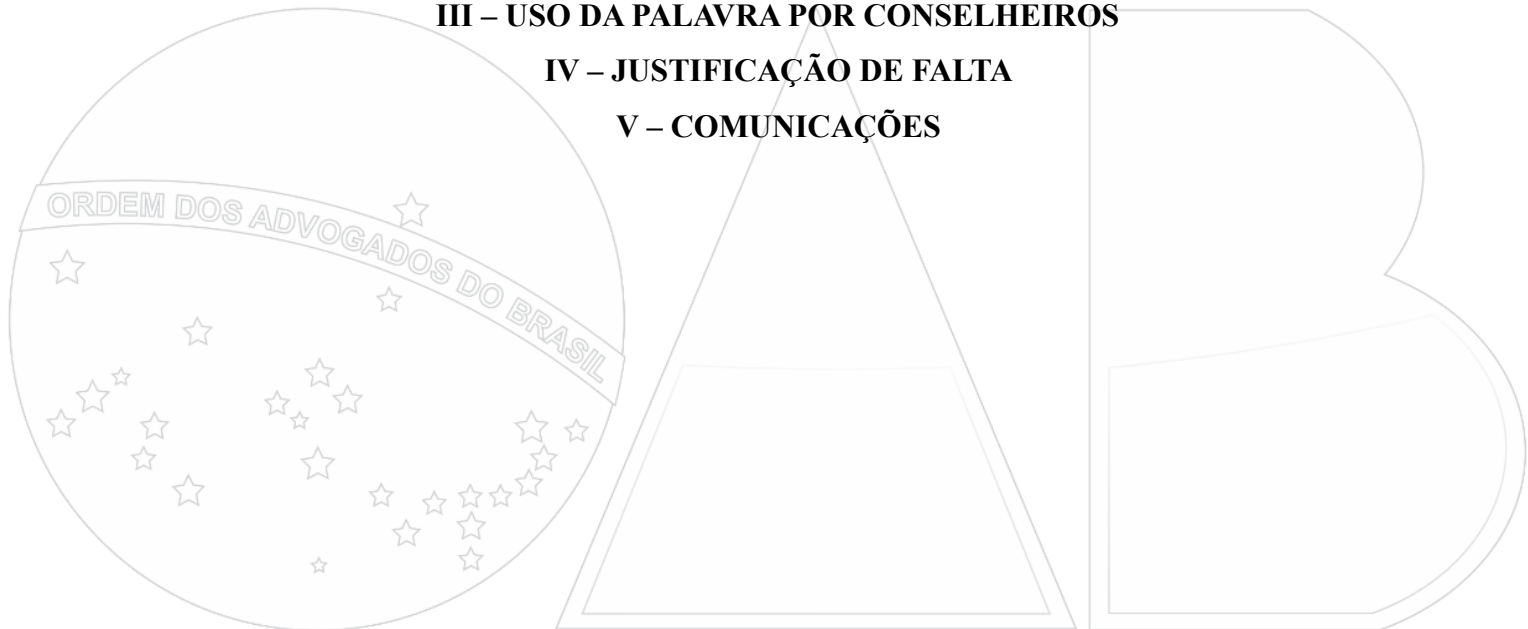 III – USO DA PALAVRA POR CONSELHEIROS
IV – JUSTIFICAÇÃO DE FALTA
V – COMUNICAÇÕES
ORDEM DOS ADVOGADOS DO BRASIL